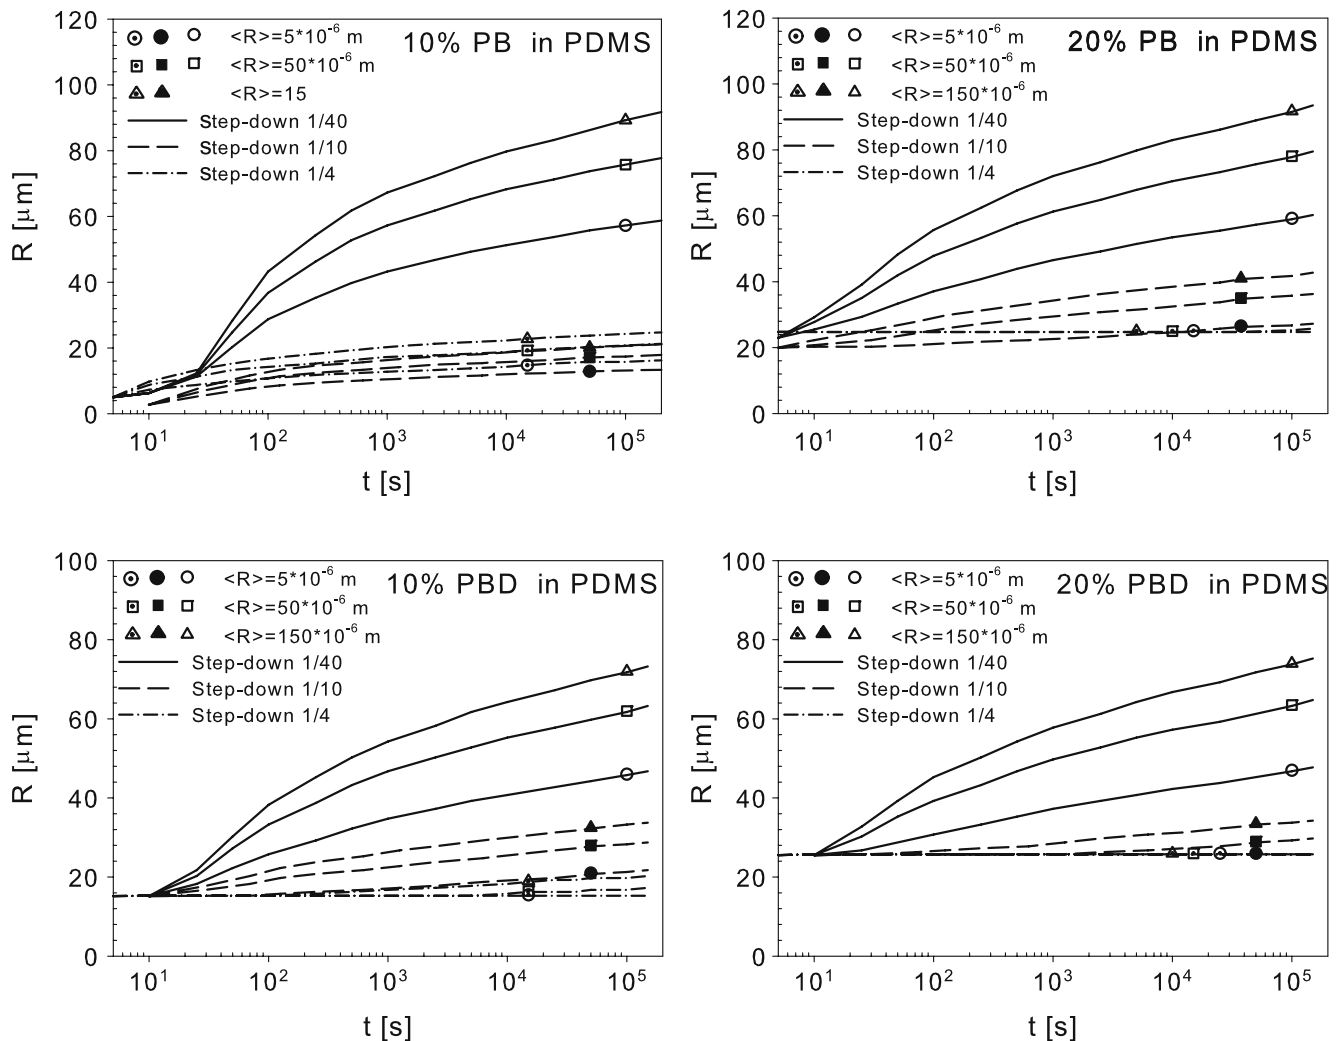 10% PB in PDMS
<R>=5*10⁻⁶ m
<R>=50*10⁻⁶ m
<R>=15
Step-down 1/40
Step-down 1/10
Step-down 1/4
120
100
80
60
40
20
0
R [μm]
10¹ 10² 10³ 10⁴ 10⁵
t [s]
20% PB in PDMS
<R>=5*10⁻⁶ m
<R>=50*10⁻⁶ m
<R>=150*10⁻⁶ m
Step-down 1/40
Step-down 1/10
Step-down 1/4
120
100
80
60
40
20
0
R [μm]
10¹ 10² 10³ 10⁴ 10⁵
t [s]
10% PBD in PDMS
<R>=5*10⁻⁶ m
<R>=50*10⁻⁶ m
<R>=150*10⁻⁶ m
Step-down 1/40
Step-down 1/10
Step-down 1/4
100
80
60
40
20
0
R [μm]
10¹ 10² 10³ 10⁴ 10⁵
t [s]
20% PBD in PDMS
<R>=5*10⁻⁶ m
<R>=50*10⁻⁶ m
<R>=150*10⁻⁶ m
Step-down 1/40
Step-down 1/10
Step-down 1/4
100
80
60
40
20
0
R [μm]
10¹ 10² 10³ 10⁴ 10⁵
t [s]